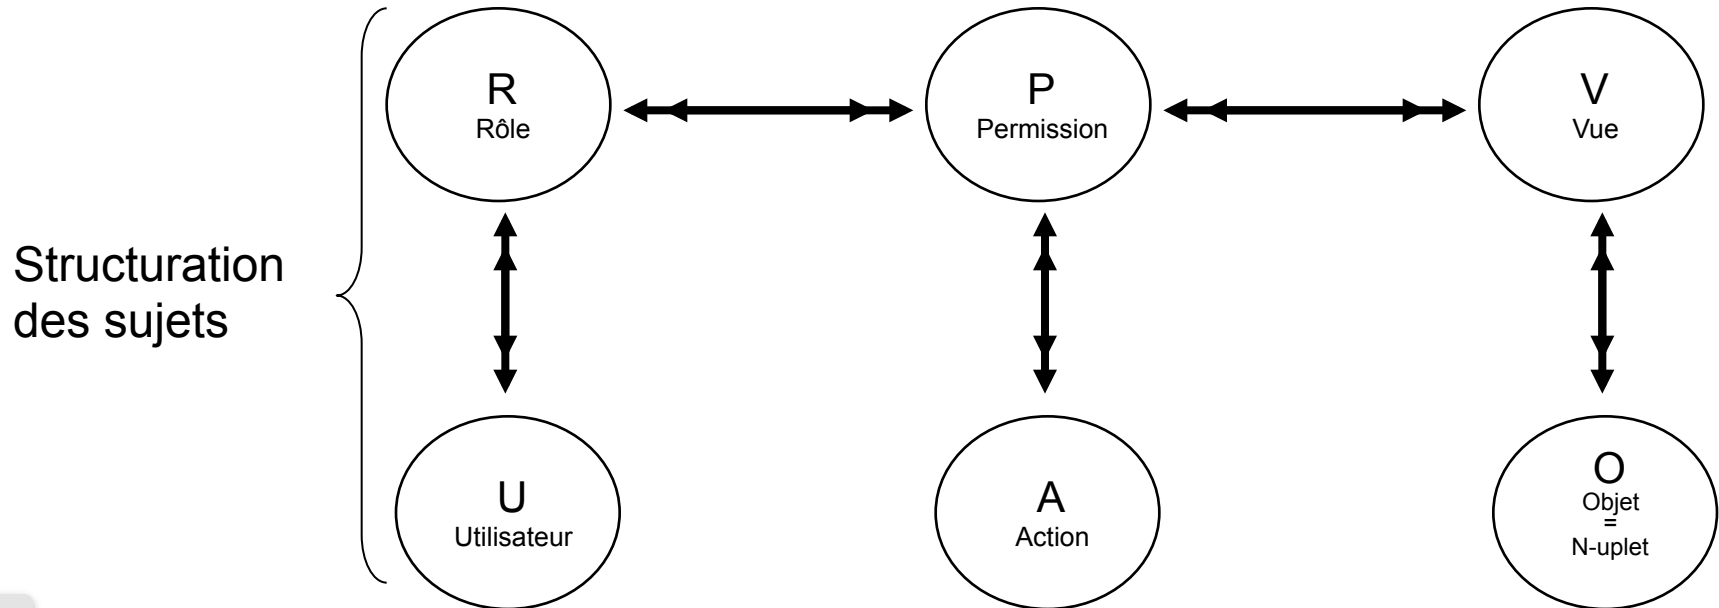 R
Rôle
P
Permission
V
Vue
Structuration
des sujets
U
Utilisateur
A
Action
O
Objet
=
N-uplet